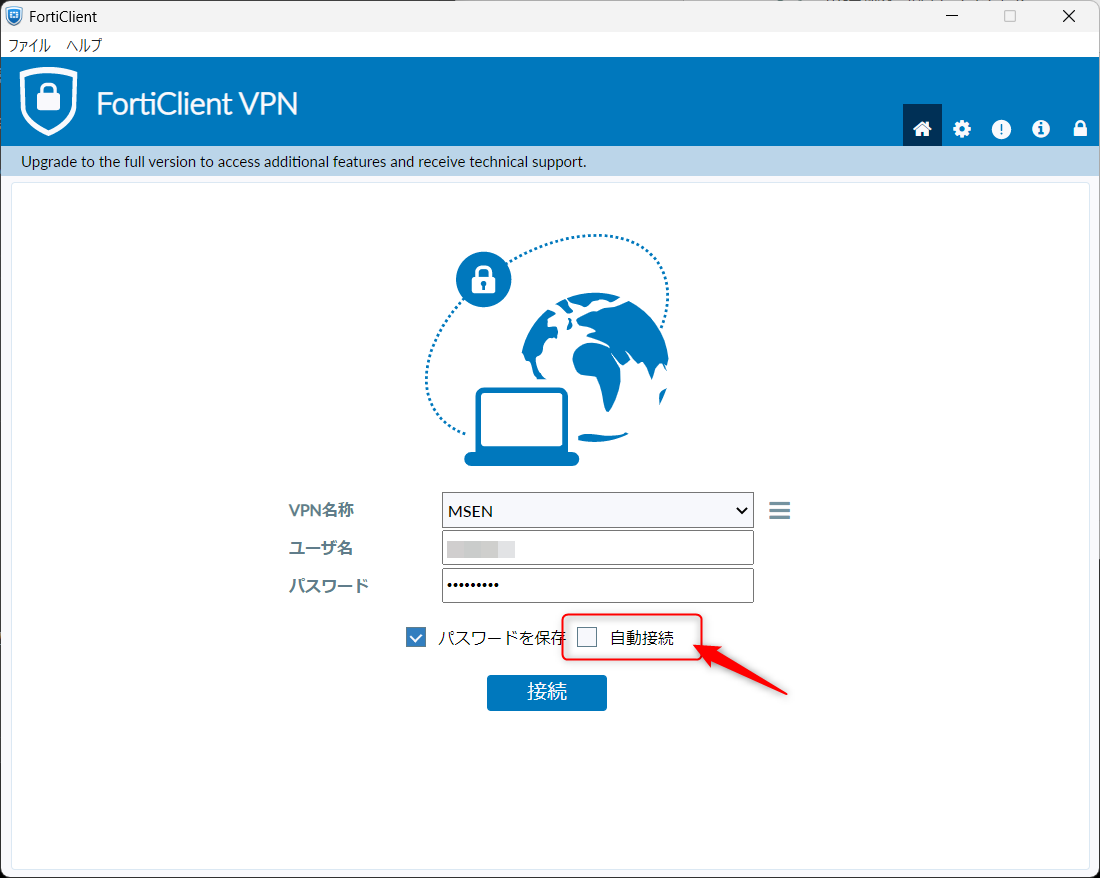 FortiClient
ファイル ヘルプ
FortiClient VPN
Upgrade to the full version to access additional features and receive technical support.
VPN名称 MSEN
ユーザ名
パスワード •••••••••
パスワードを保存 自動接続
接続